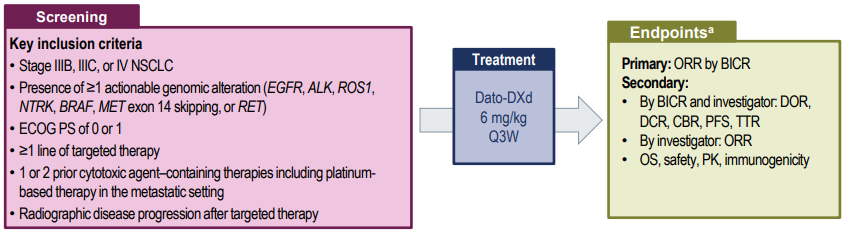 Screening
Key inclusion criteria
• Stage IIIB, IIIC, or IV NSCLC
• Presence of ≥1 actionable genomic alteration (EGFR, ALK, ROS1,
NTRK, BRAF, MET exon 14 skipping, or RET)
• ECOG PS of 0 or 1
• ≥1 line of targeted therapy
• 1 or 2 prior cytotoxic agent–containing therapies including platinum-
based therapy in the metastatic setting
• Radiographic disease progression after targeted therapy
Treatment
Dato-DXd
6 mg/kg
Q3W
Endpointsᵃ
Primary: ORR by BICR
Secondary:
• By BICR and investigator: DOR,
DCR, CBR, PFS, TTR
• By investigator: ORR
• OS, safety, PK, immunogenicity